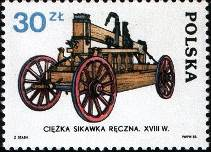 30 ZŁ
POLSKA
CIĘŻKA SIKAWKA RĘCZNA. XVIII W.